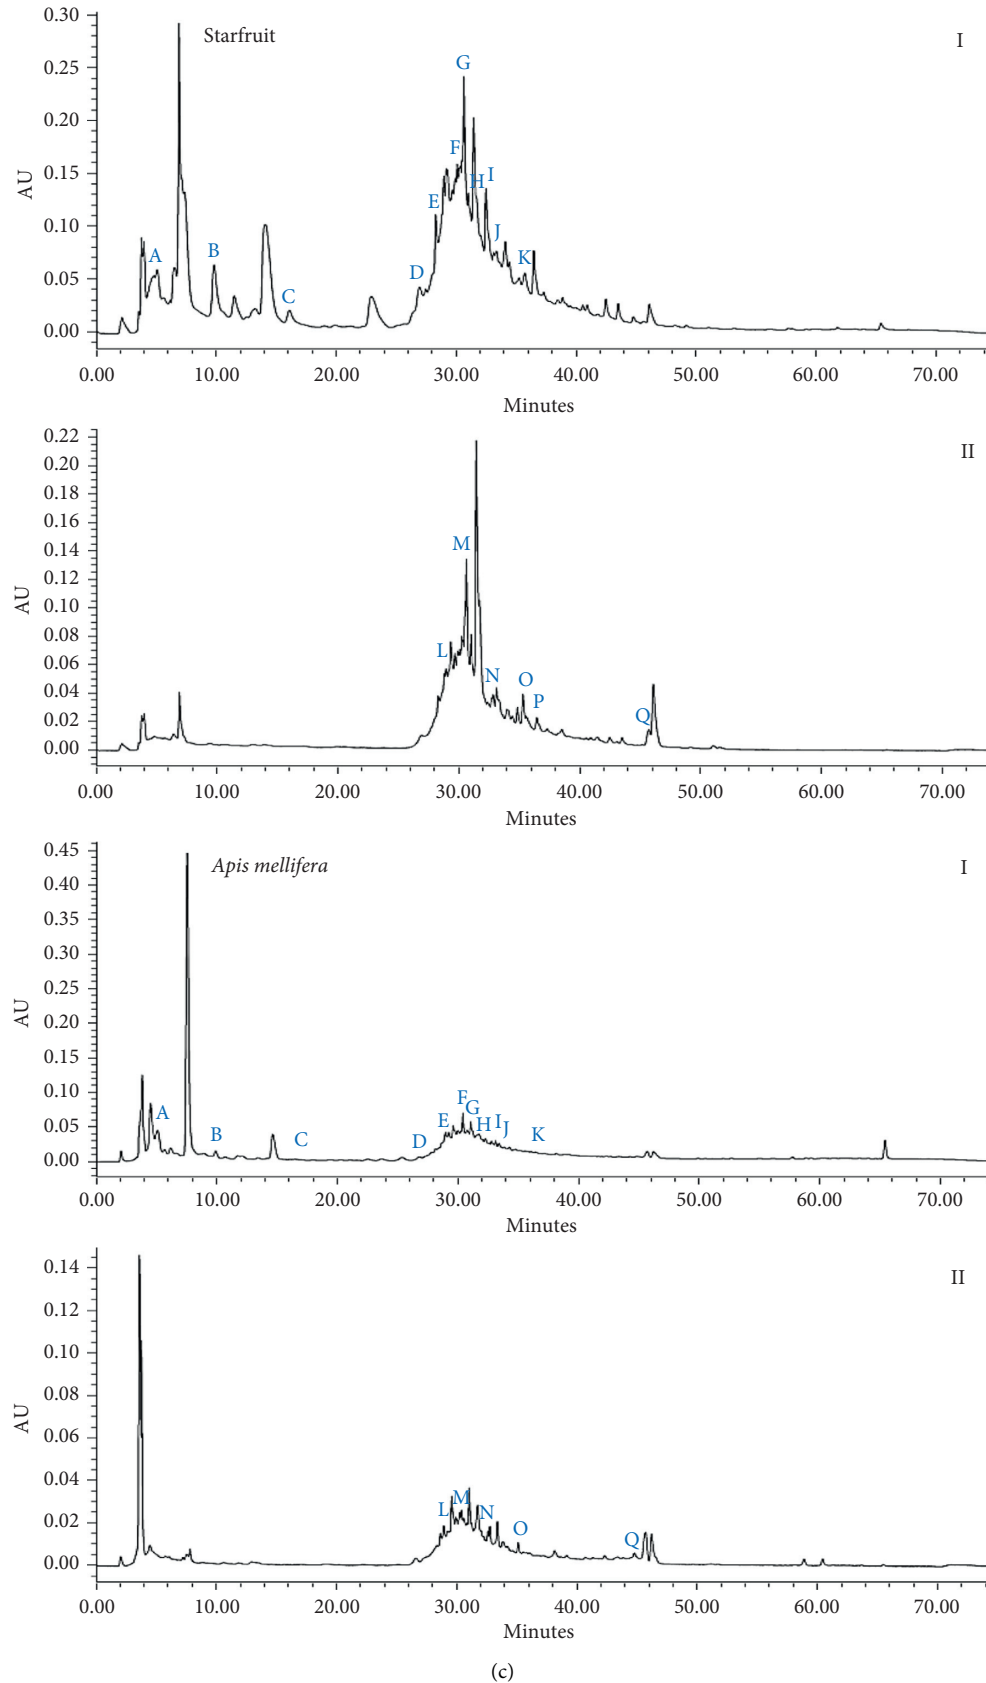 0.30
Starfruit
I
G
0.25
0.20
F
0.15
H I
E
0.10
J
A B
K
D
0.05
C
0.00
AU
0.00 10.00 20.00 30.00 40.00 50.00 60.00 70.00
Minutes
0.22
II
0.20
0.18
0.16
0.14
M
0.12
0.10
0.08
L
0.06
N O
0.04
P
Q
0.02
0.00
AU
0.00 10.00 20.00 30.00 40.00 50.00 60.00 70.00
Minutes
0.45
Apis mellifera
I
0.40
0.35
0.30
0.25
0.20
0.15
0.10
F
G
A
E
H I J
0.05
B
C
D
K
0.00
AU
0.00 10.00 20.00 30.00 40.00 50.00 60.00 70.00
Minutes
0.14
II
0.12
0.10
0.08
0.06
0.04
M
L
N
0.02
O
Q
0.00
AU
0.00 10.00 20.00 30.00 40.00 50.00 60.00 70.00
Minutes
(c)